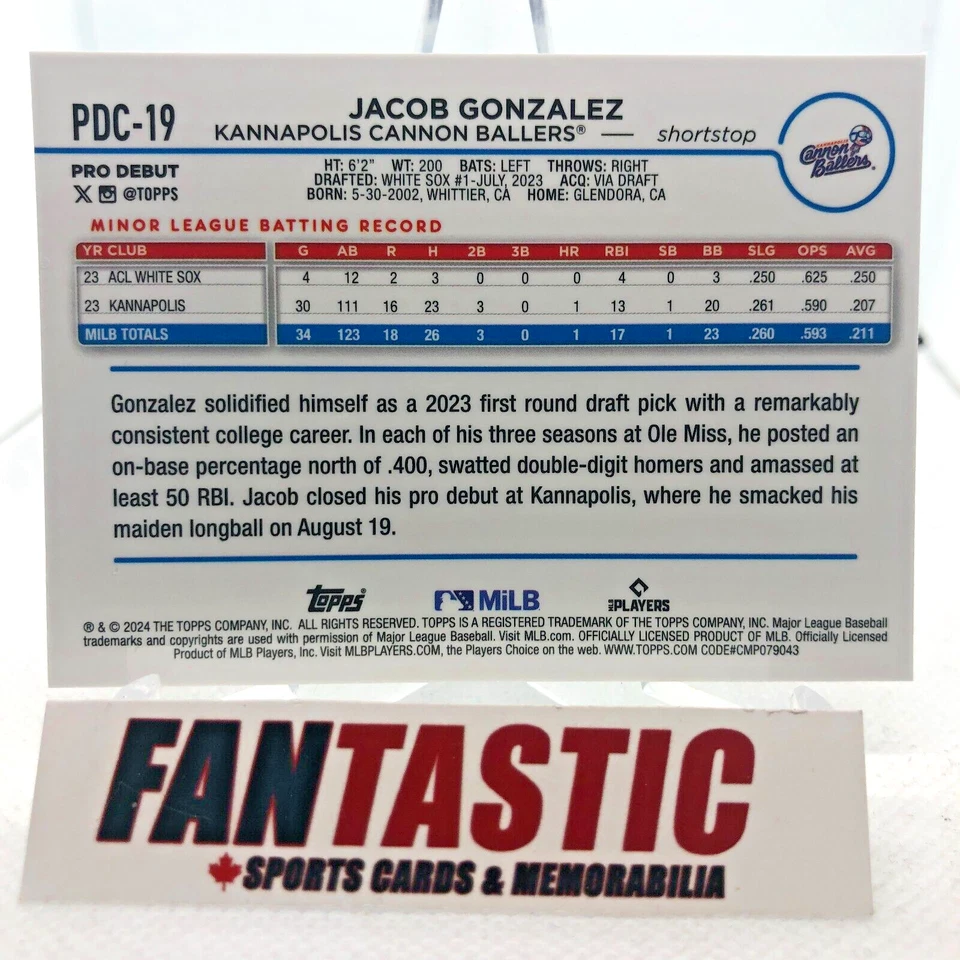 PDC-19
JACOB GONZALEZ
KANNAPOLIS CANNON BALLERS® — shortstop
KANNAPOLIS
Cannon Ballers
PRO DEBUT
X @TOPPS
HT: 6'2" WT: 200 BATS: LEFT THROWS: RIGHT
DRAFTED: WHITE SOX #1-JULY, 2023 ACQ: VIA DRAFT
BORN: 5-30-2002, WHITTIER, CA HOME: GLENDORA, CA
MINOR LEAGUE BATTING RECORD
YR CLUB G AB R H 2B 3B HR RBI SB BB SLG OPS AVG
23 ACL WHITE SOX 4 12 2 3 0 0 0 4 0 3 .250 .625 .250
23 KANNAPOLIS 30 111 16 23 3 0 1 13 1 20 .261 .590 .207
MILB TOTALS 34 123 18 26 3 0 1 17 1 23 .260 .593 .211
Gonzalez solidified himself as a 2023 first round draft pick with a remarkably
consistent college career. In each of his three seasons at Ole Miss, he posted an
on-base percentage north of .400, swatted double-digit homers and amassed at
least 50 RBI. Jacob closed his pro debut at Kannapolis, where he smacked his
maiden longball on August 19.
Topps® MiLB MLB PLAYERS
® & © 2024 THE TOPPS COMPANY, INC. ALL RIGHTS RESERVED. TOPPS IS A REGISTERED TRADEMARK OF THE TOPPS COMPANY, INC. Major League Baseball
trademarks and copyrights are used with permission of Major League Baseball. Visit MLB.com. OFFICIALLY LICENSED PRODUCT OF MLB. Officially Licensed
Product of MLB Players, Inc. Visit MLBPLAYERS.COM, the Players Choice on the web. WWW.TOPPS.COM CODE#CMP079043
FANTASTIC
SPORTS CARDS & MEMORABILIA